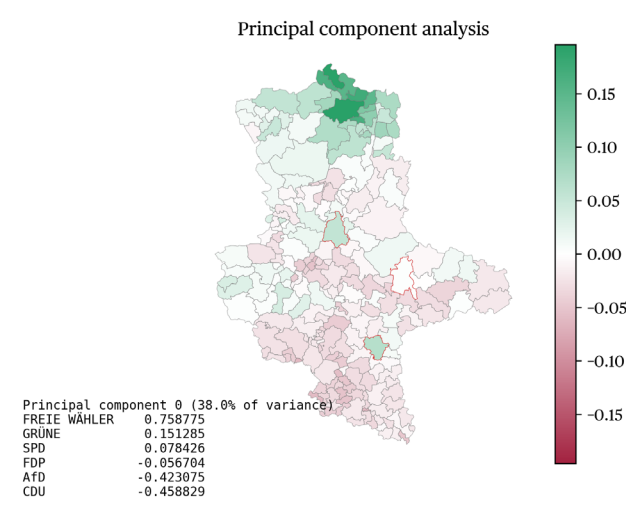 Principal component analysis
0.15
0.10
0.05
0.00
−0.05
−0.10
−0.15
Principal component 0 (38.0% of variance)
FREIE WÄHLER    0.758775
GRÜNE           0.151285
SPD             0.078426
FDP            -0.056704
AfD            -0.423075
CDU            -0.458829